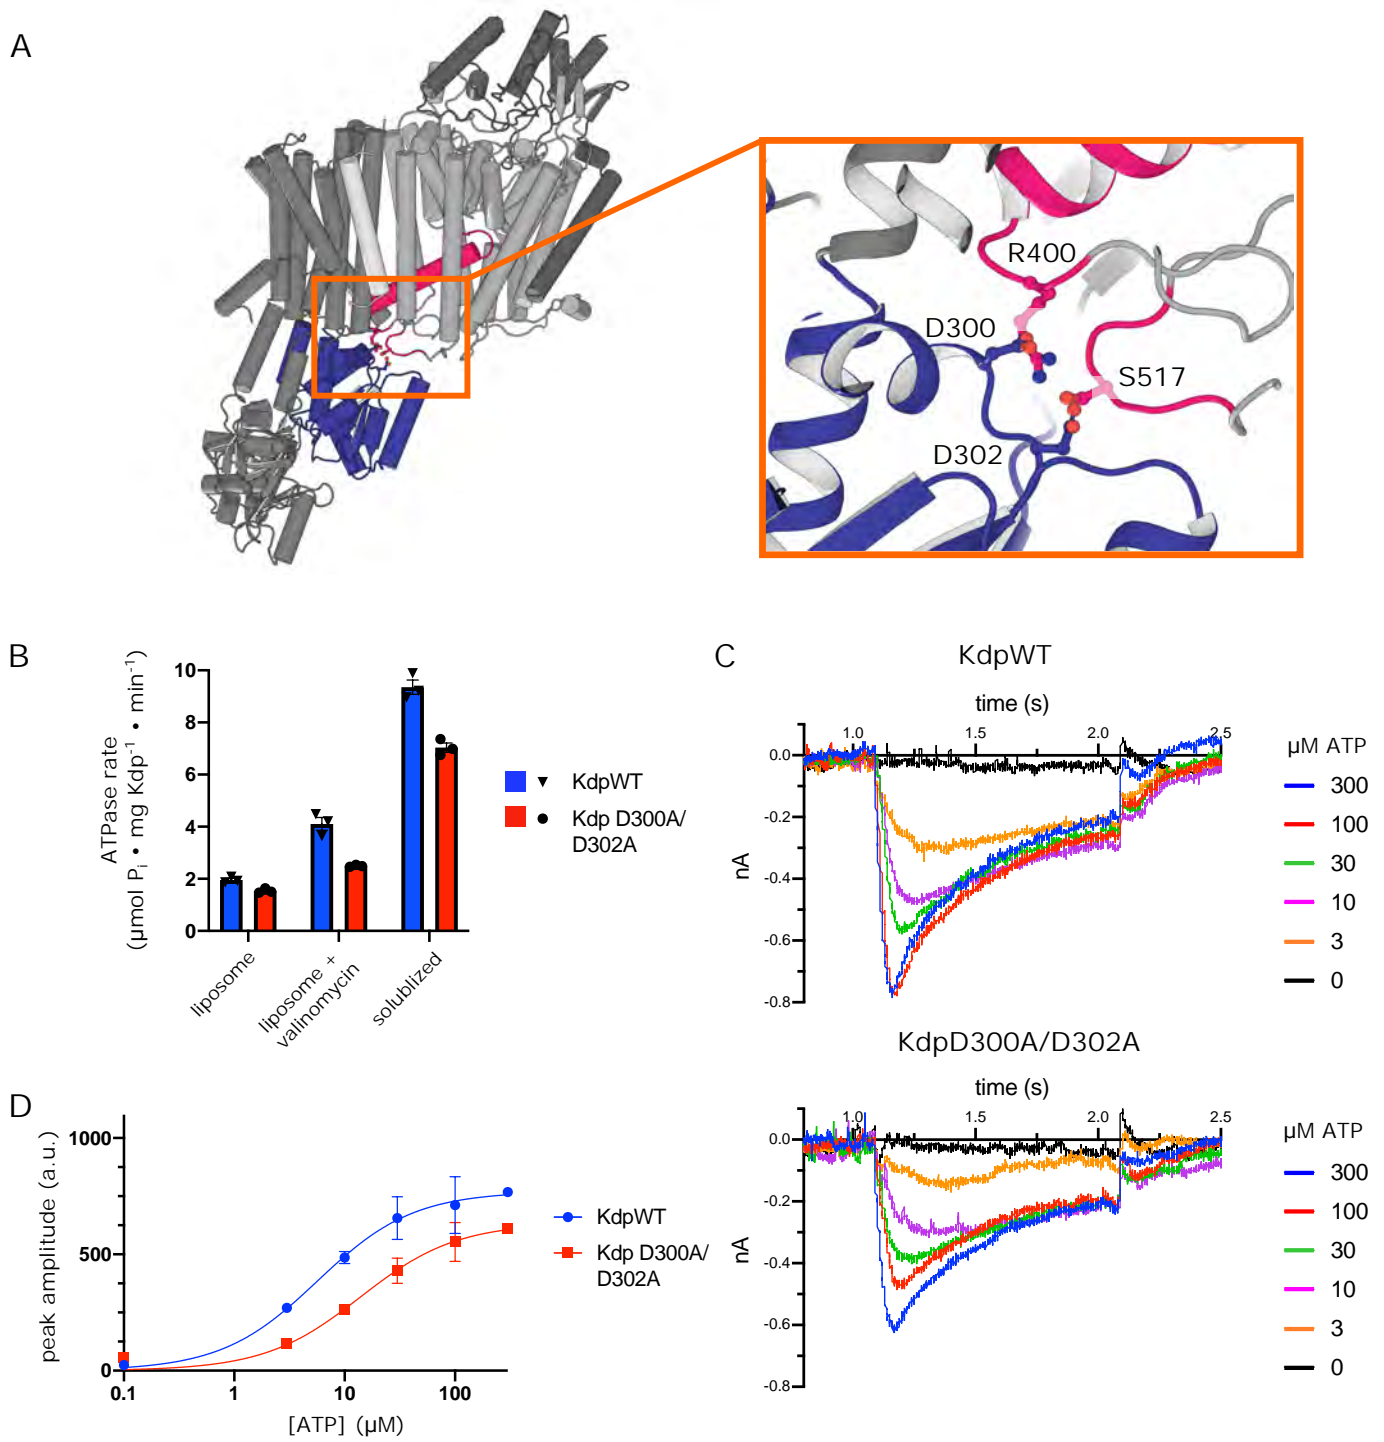 A
R400
D300
S517
D302
B
ATPase rate
(µmol Pi • mg Kdp⁻¹ • min⁻¹)
10
8
6
4
2
0
liposome
liposome +
valinomycin
solublized
KdpWT
Kdp D300A/
D302A
C
KdpWT
time (s)
1.0
1.5
2.0
2.5
0.0
-0.2
-0.4
-0.6
-0.8
nA
µM ATP
300
100
30
10
3
0
KdpD300A/D302A
time (s)
1.0
1.5
2.0
2.5
0.0
-0.2
-0.4
-0.6
-0.8
nA
µM ATP
300
100
30
10
3
0
D
peak amplitude (a.u.)
1000
500
0
0.1
1
10
100
[ATP] (µM)
KdpWT
Kdp D300A/
D302A